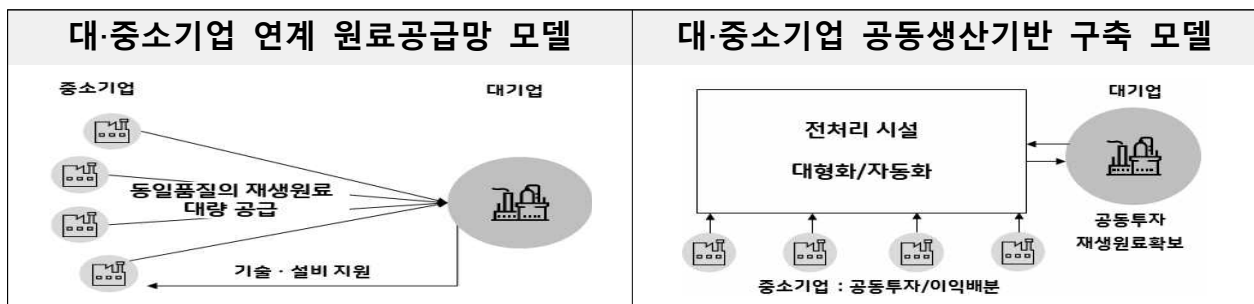 대·중소기업 연계 원료공급망 모델
중소기업
대기업
동일품질의 재생원료
대량 공급
기술·설비 지원
대·중소기업 공동생산기반 구축 모델
대기업
전처리 시설
대형화/자동화
공동투자
재생원료확보
중소기업 : 공동투자/이익배분